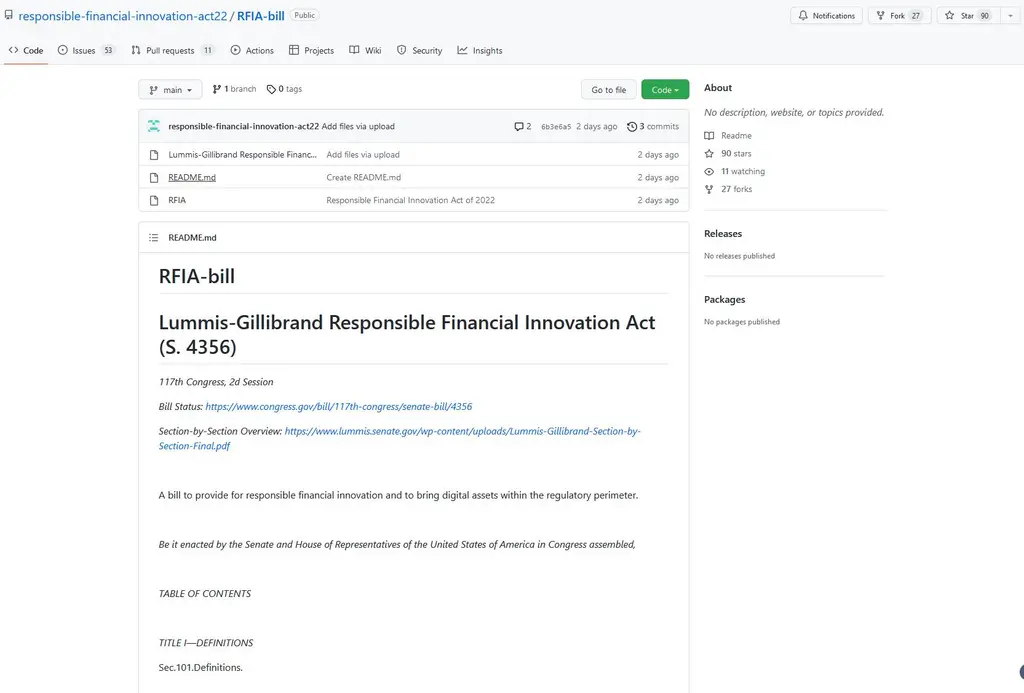 responsible-financial-innovation-act22 / RFIA-bill Public
Notifications
Fork 27
Star 90
Code
Issues 53
Pull requests 11
Actions
Projects
Wiki
Security
Insights
main
1 branch
0 tags
Go to file
Code
responsible-financial-innovation-act22 Add files via upload
2 6b3e6a5 2 days ago 3 commits
Lummis-Gillibrand Responsible Financ... Add files via upload 2 days ago
README.md Create README.md 2 days ago
RFIA Responsible Financial Innovation Act of 2022 2 days ago
README.md
RFIA-bill
Lummis-Gillibrand Responsible Financial Innovation Act
(S. 4356)
117th Congress, 2d Session
Bill Status: https://www.congress.gov/bill/117th-congress/senate-bill/4356
Section-by-Section Overview: https://www.lummis.senate.gov/wp-content/uploads/Lummis-Gillibrand-Section-by-
Section-Final.pdf
A bill to provide for responsible financial innovation and to bring digital assets within the regulatory perimeter.
Be it enacted by the Senate and House of Representatives of the United States of America in Congress assembled,
TABLE OF CONTENTS
TITLE I—DEFINITIONS
Sec.101.Definitions.
About
No description, website, or topics provided.
Readme
90 stars
11 watching
27 forks
Releases
No releases published
Packages
No packages published